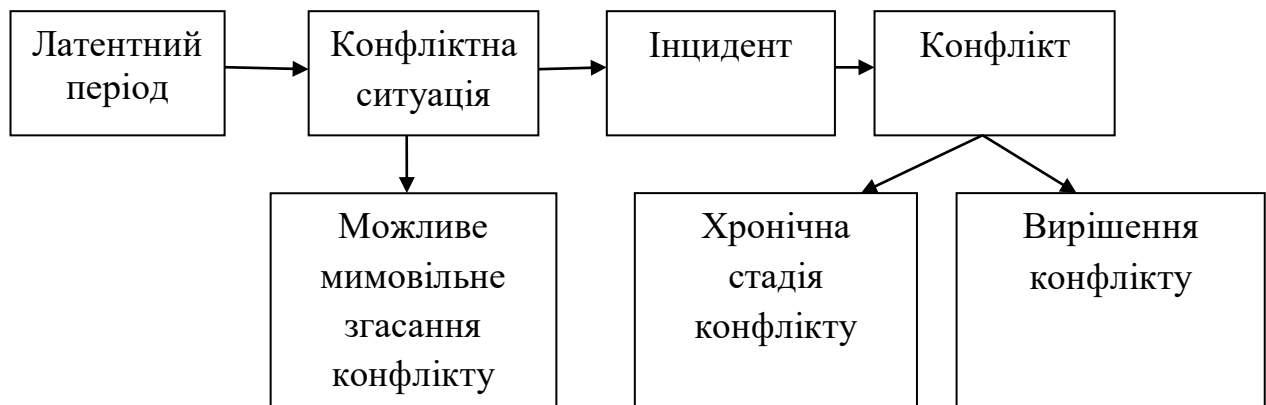 Латентний
період
Конфліктна
ситуація
Інцидент
Конфлікт
Можливе
мимовільне
згасання
конфлікту
Хронічна
стадія
конфлікту
Вирішення
конфлікту